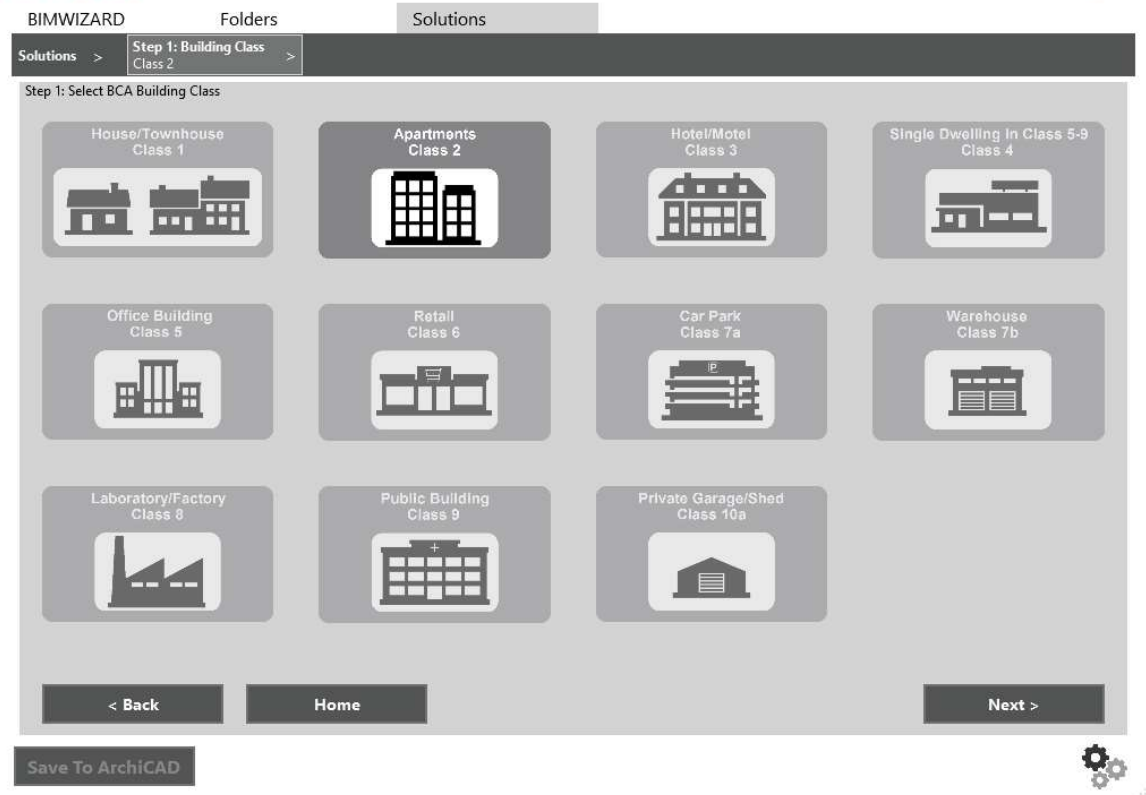 BIMWIZARD Folders Solutions
Solutions > Step 1: Building Class >
Class 2
Step 1: Select BCA Building Class
House/Townhouse
Class 1
Apartments
Class 2
Hotel/Motel
Class 3
Single Dwelling In Class 5-9
Class 4
Office Building
Class 5
Retail
Class 6
Car Park
Class 7a
P
Warehouse
Class 7b
Laboratory/Factory
Class 8
Public Building
Class 9
Private Garage/Shed
Class 10a
< Back
Home
Next >
Save To ArchiCAD